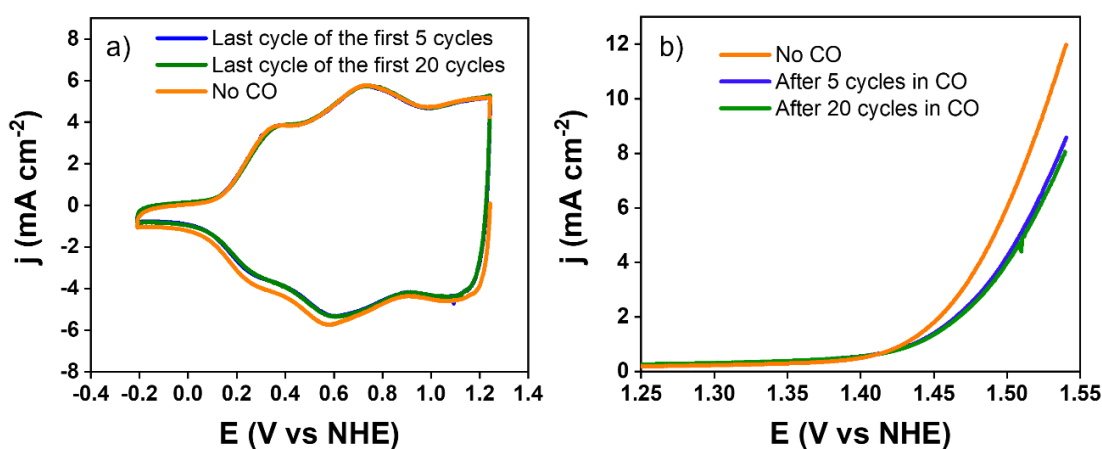 a)
Last cycle of the first 5 cycles
Last cycle of the first 20 cycles
No CO
8
6
4
2
0
-2
-4
-6
-8
-0.4
-0.2
0.0
0.2
0.4
0.6
0.8
1.0
1.2
1.4
j (mA cm⁻²)
E (V vs NHE)
b)
No CO
After 5 cycles in CO
After 20 cycles in CO
12
10
8
6
4
2
0
1.25
1.30
1.35
1.40
1.45
1.50
1.55
j (mA cm⁻²)
E (V vs NHE)